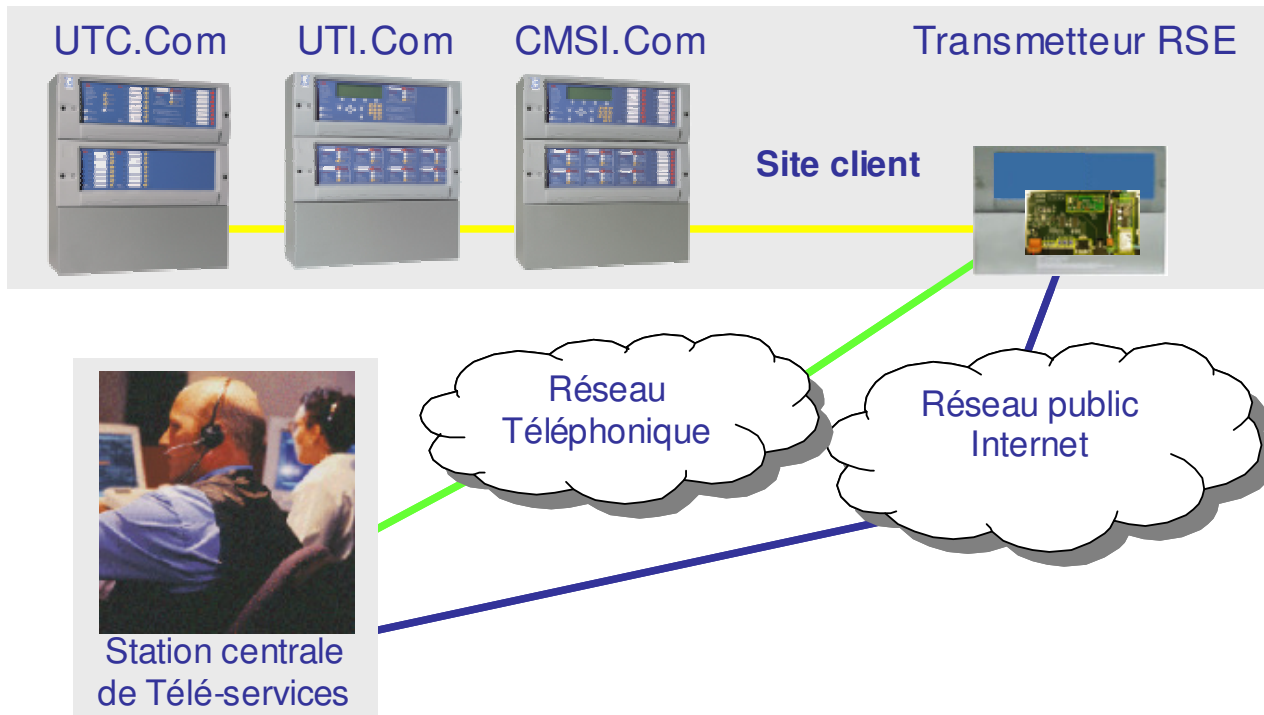 UTC.Com
UTI.Com
CMSI.Com
Transmetteur RSE
Site client
Réseau
Téléphonique
Réseau public
Internet
Station centrale
de Télé-services